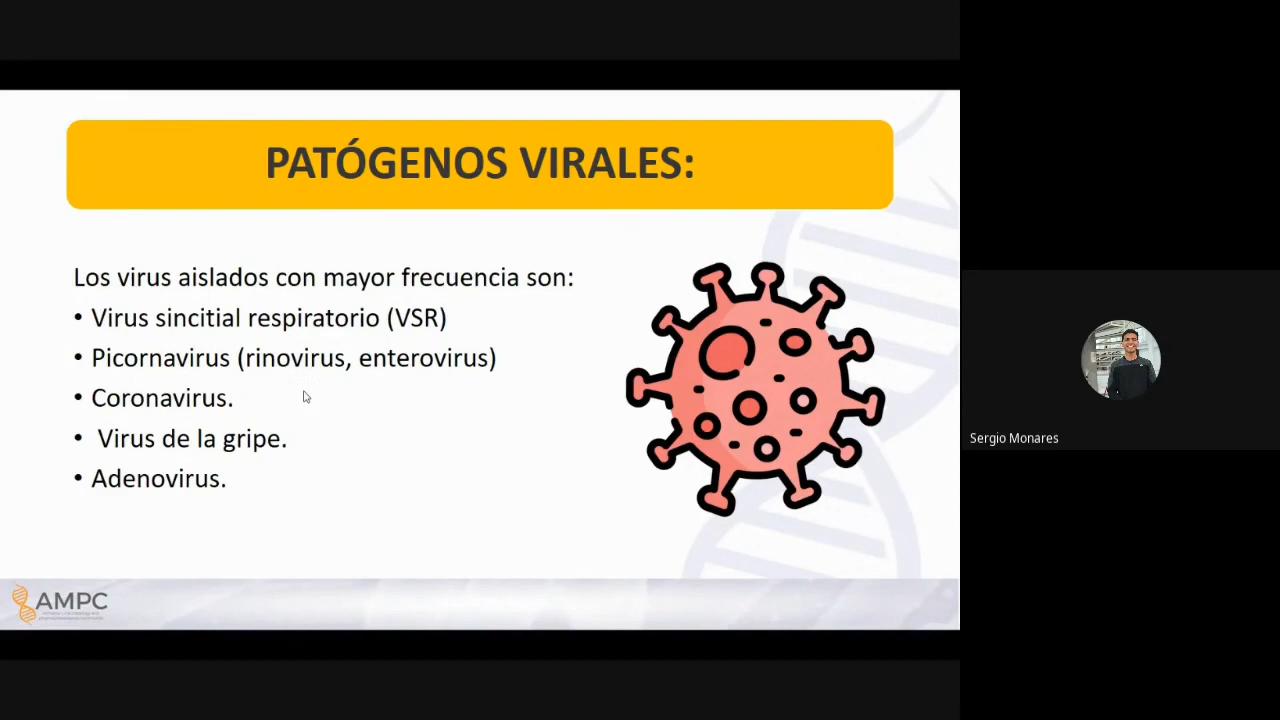 PATÓGENOS VIRALES:
Los virus aislados con mayor frecuencia son:
• Virus sincitial respiratorio (VSR)
• Picornavirus (rinovirus, enterovirus)
• Coronavirus.
• Virus de la gripe.
• Adenovirus.
AMPC
Sergio Monares